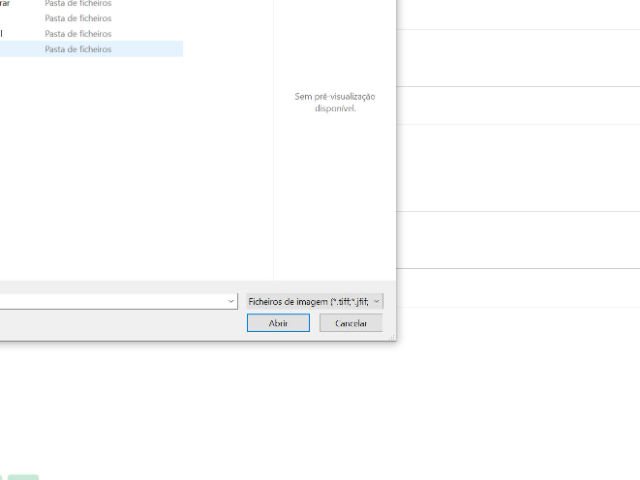 rar Pasta de ficheiros
Pasta de ficheiros
l Pasta de ficheiros
Pasta de ficheiros
Sem pré-visualização
disponível.
Ficheiros de imagem (*.tiff;*.jfif;
Abrir Cancelar